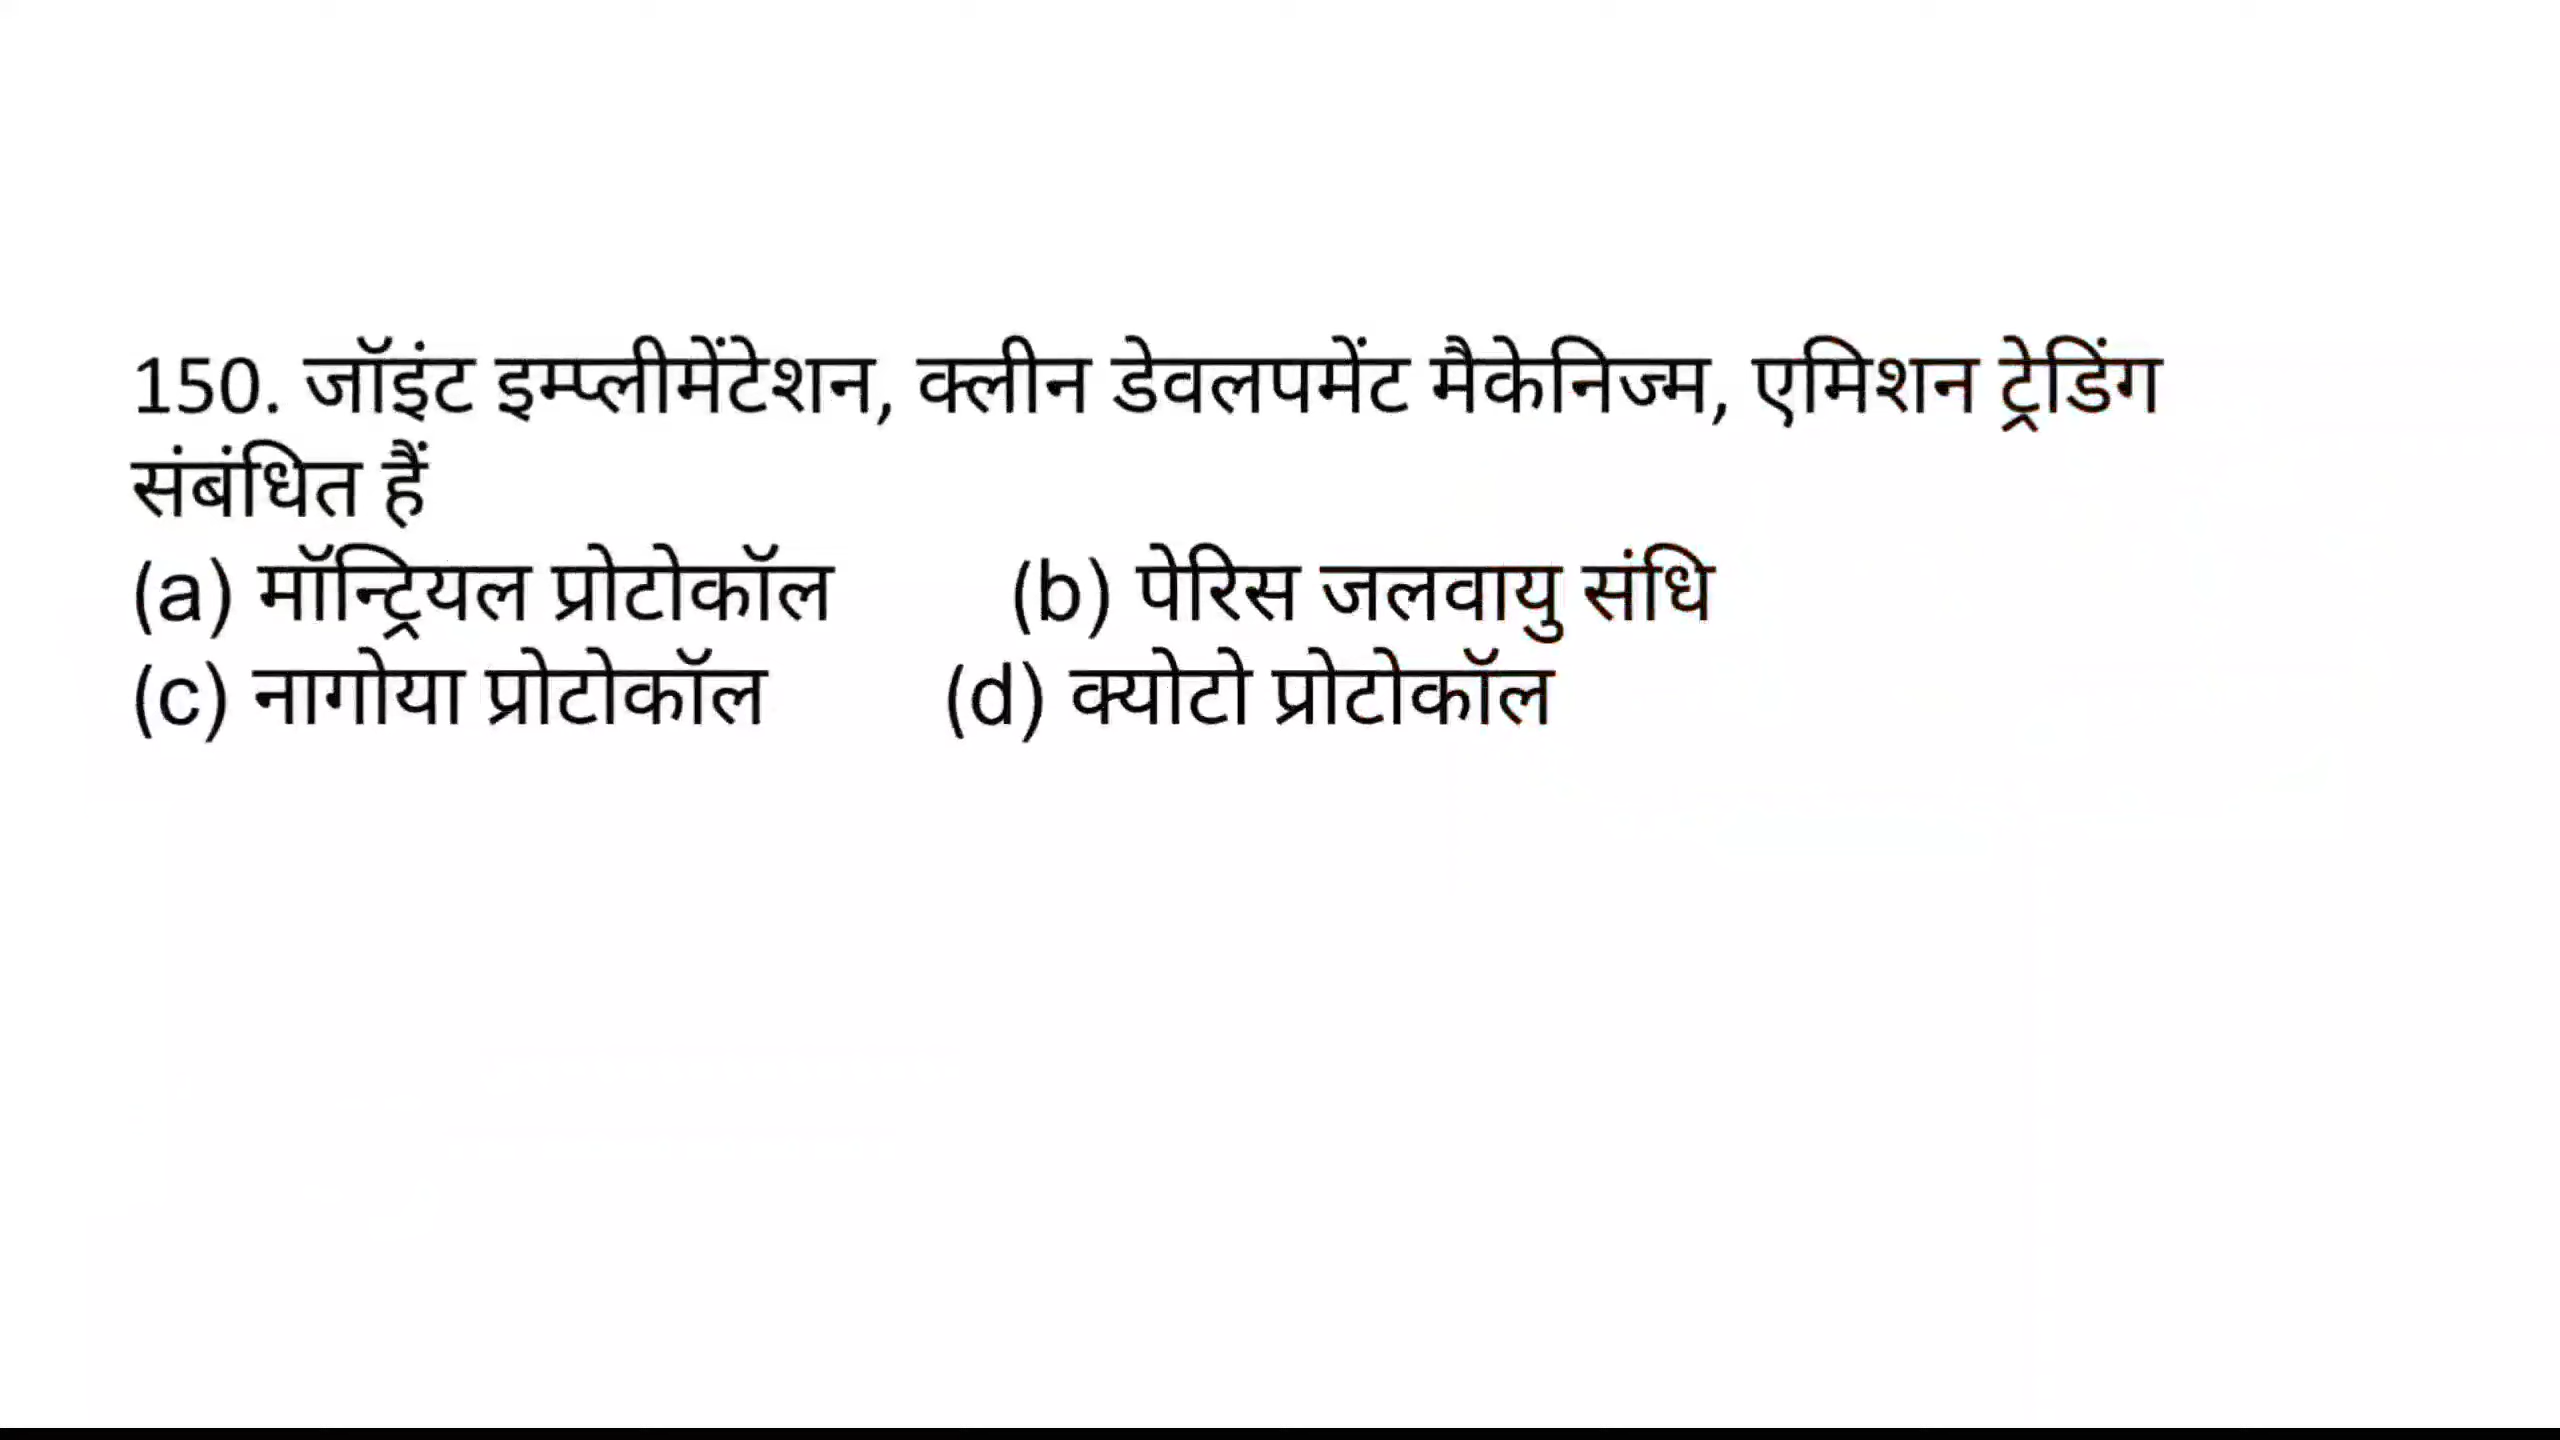 150. जॉइंट इम्प्लीमेंटेशन, क्लीन डेवलपमेंट मैकेनिज्म, एमिशन ट्रेडिंग
संबंधित हैं
(a) मॉन्ट्रियल प्रोटोकॉल (b) पेरिस जलवायु संधि
(c) नागोया प्रोटोकॉल (d) क्योटो प्रोटोकॉल